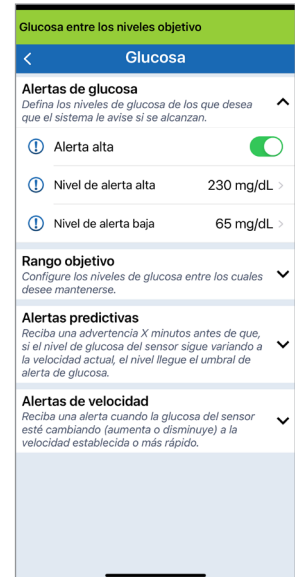 Glucosa entre los niveles objetivo
Glucosa
Alertas de glucosa
Defina los niveles de glucosa de los que desea
que el sistema le avise si se alcanzan.
Alerta alta
Nivel de alerta alta 230 mg/dL
Nivel de alerta baja 65 mg/dL
Rango objetivo
Configure los niveles de glucosa entre los cuales
desee mantenerse.
Alertas predictivas
Reciba una advertencia X minutos antes de que,
si el nivel de glucosa del sensor sigue variando a
la velocidad actual, el nivel llegue el umbral de
alerta de glucosa.
Alertas de velocidad
Reciba una alerta cuando la glucosa del sensor
esté cambiando (aumenta o disminuye) a la
velocidad establecida o más rápido.